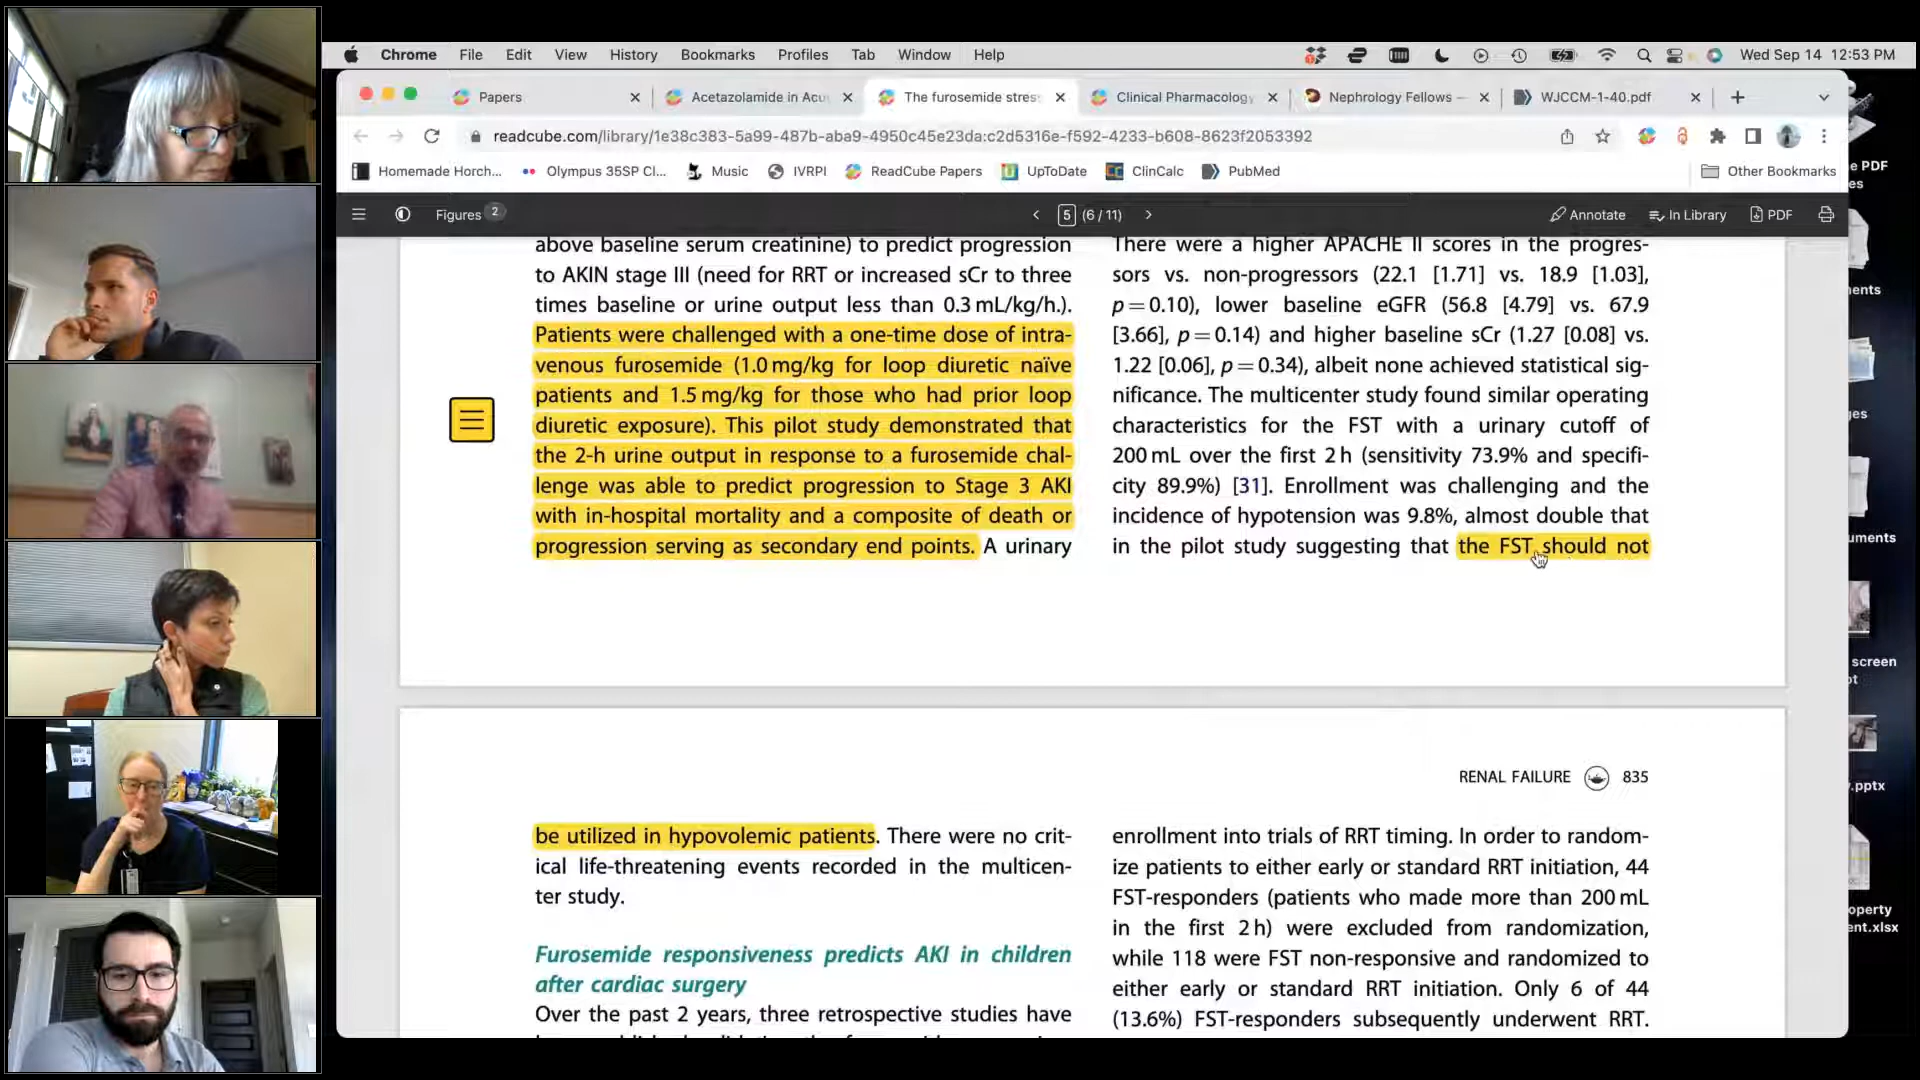 Chrome File Edit View History Bookmarks Profiles Tab Window Help
Wed Sep 14 12:53 PM
Papers
Acetazolamide in Acu
The furosemide stres
Clinical Pharmacology
Nephrology Fellows —
WJCCM-1-40.pdf
readcube.com/library/1e38c383-5a99-487b-aba9-4950c45e23da:c2d5316e-f592-4233-b608-8623f2053392
Homemade Horch...
Olympus 35SP Cl...
Music
IVRPI
ReadCube Papers
UpToDate
ClinCalc
PubMed
Other Bookmarks
Figures 2
5 (6 / 11)
Annotate
In Library
PDF
above baseline serum creatinine) to predict progression
to AKIN stage III (need for RRT or increased sCr to three
times baseline or urine output less than 0.3 mL/kg/h.).
Patients were challenged with a one-time dose of intra-
venous furosemide (1.0 mg/kg for loop diuretic naïve
patients and 1.5 mg/kg for those who had prior loop
diuretic exposure). This pilot study demonstrated that
the 2-h urine output in response to a furosemide chal-
lenge was able to predict progression to Stage 3 AKI
with in-hospital mortality and a composite of death or
progression serving as secondary end points. A urinary
There were a higher APACHE II scores in the progres-
sors vs. non-progressors (22.1 [1.71] vs. 18.9 [1.03],
p = 0.10), lower baseline eGFR (56.8 [4.79] vs. 67.9
[3.66], p = 0.14) and higher baseline sCr (1.27 [0.08] vs.
1.22 [0.06], p = 0.34), albeit none achieved statistical sig-
nificance. The multicenter study found similar operating
characteristics for the FST with a urinary cutoff of
200 mL over the first 2 h (sensitivity 73.9% and specifi-
city 89.9%) [31]. Enrollment was challenging and the
incidence of hypotension was 9.8%, almost double that
in the pilot study suggesting that the FST should not
RENAL FAILURE 835
be utilized in hypovolemic patients. There were no crit-
ical life-threatening events recorded in the multicen-
ter study.
Furosemide responsiveness predicts AKI in children
after cardiac surgery
Over the past 2 years, three retrospective studies have
enrollment into trials of RRT timing. In order to random-
ize patients to either early or standard RRT initiation, 44
FST-responders (patients who made more than 200 mL
in the first 2 h) were excluded from randomization,
while 118 were FST non-responsive and randomized to
either early or standard RRT initiation. Only 6 of 44
(13.6%) FST-responders subsequently underwent RRT.
e PDF
es
ents
ges
uments
screen
ot
.pptx
operty
ent.xlsx